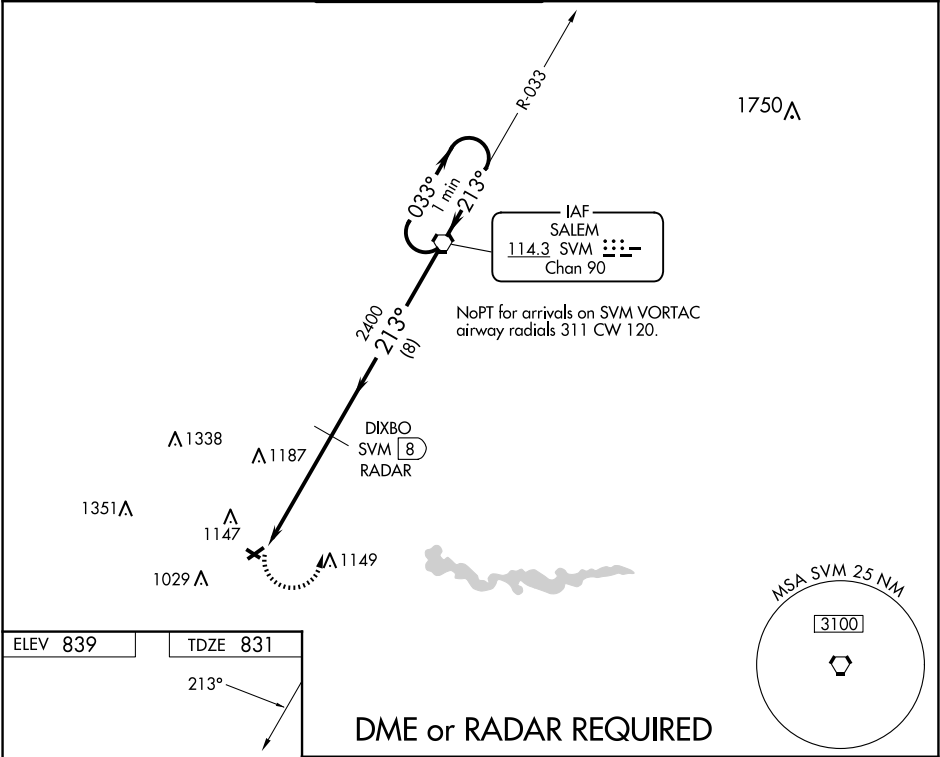 R-033
1750
033°
1 min
213°
IAF
SALEM
114.3 SVM
Chan 90
NoPT for arrivals on SVM VORTAC
airway radials 311 CW 120.
2400
213°
(8)
DIXBO
SVM 8
RADAR
1338
1187
1351
1147
1149
1029
MSA SVM 25 NM
3100
ELEV 839
TDZE 831
213°
DME or RADAR REQUIRED